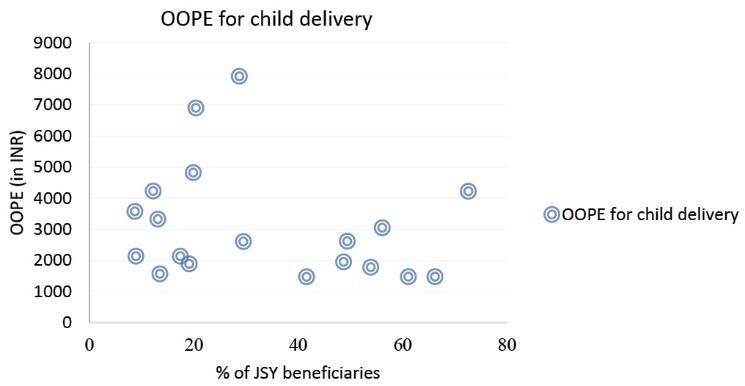 OOPE for child delivery
9000
8000
7000
6000
5000
4000
3000
2000
1000
0
OOPE (in INR)
0 20 40 60 80
% of JSY beneficiaries
OOPE for child delivery